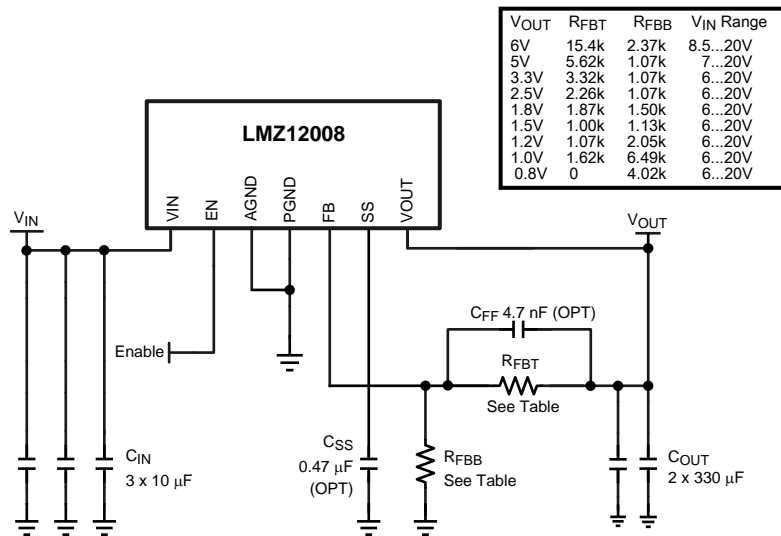 VOUT RFBT RFBB VIN Range
6V 15.4k 2.37k 8.5...20V
5V 5.62k 1.07k 7...20V
3.3V 3.32k 1.07k 6...20V
2.5V 2.26k 1.07k 6...20V
1.8V 1.87k 1.50k 6...20V
1.5V 1.00k 1.13k 6...20V
1.2V 1.07k 2.05k 6...20V
1.0V 1.62k 6.49k 6...20V
0.8V 0 4.02k 6...20V
LMZ12008
VIN
EN
AGND
PGND
FB
SS
VOUT
VIN
VOUT
Enable
CFF 4.7 nF (OPT)
RFBT
See Table
CIN
3 x 10 μF
CSS
0.47 μF
(OPT)
RFBB
See Table
COUT
2 x 330 μF